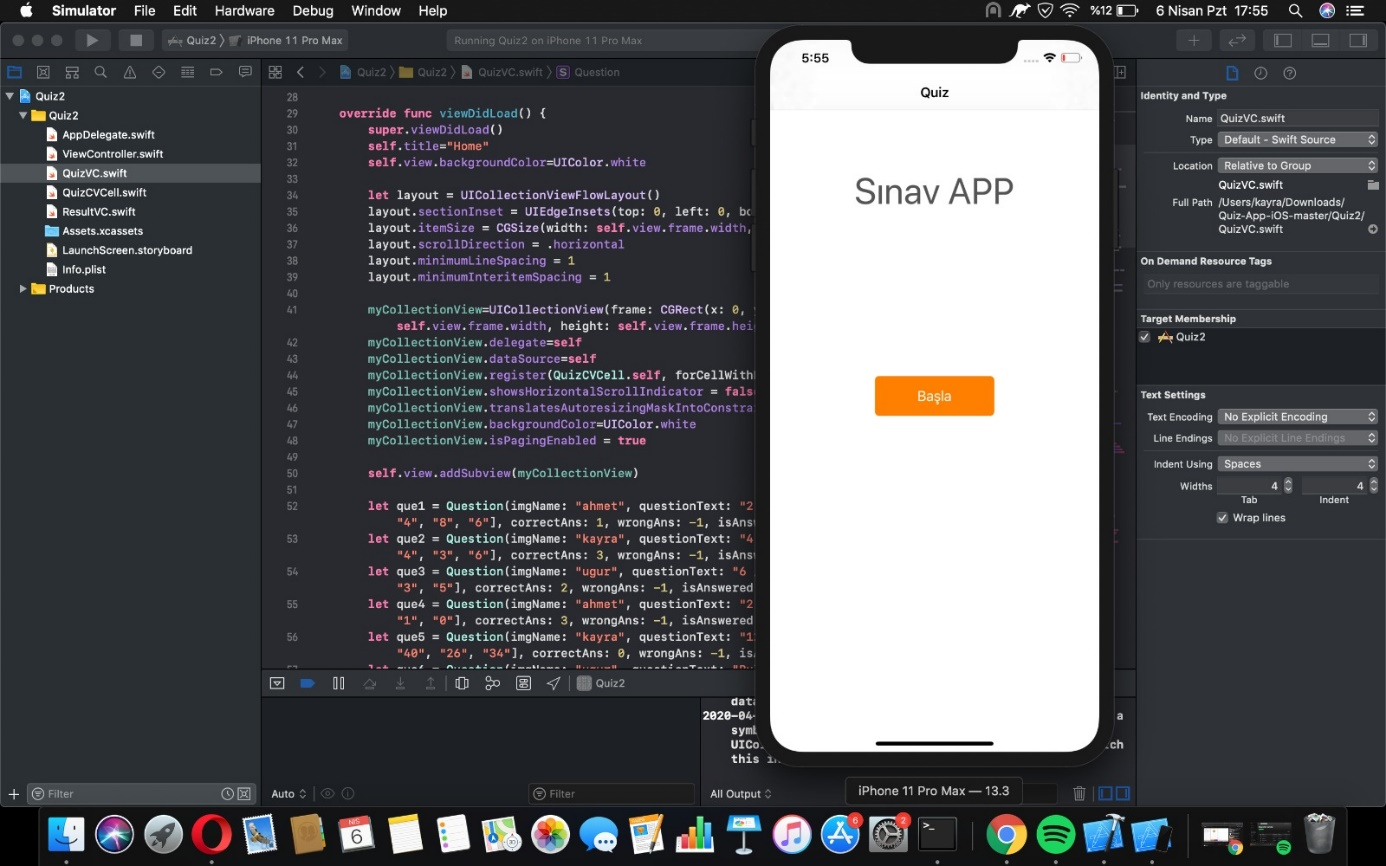 Simulator File Edit Hardware Debug Window Help %12 6 Nisan Pzt 17:55
Quiz2 iPhone 11 Pro Max Running Quiz2 on iPhone 11 Pro Max
Quiz2 Quiz2 QuizVC.swift S Question
Quiz2
Quiz2
AppDelegate.swift
ViewController.swift
QuizVC.swift
QuizCVCell.swift
ResultVC.swift
Assets.xcassets
LaunchScreen.storyboard
Info.plist
Products
Filter
28
29 override func viewDidLoad() {
30 super.viewDidLoad()
31 self.title="Home"
32 self.view.backgroundColor=UIColor.white
33
34 let layout = UICollectionViewFlowLayout()
35 layout.sectionInset = UIEdgeInsets(top: 0, left: 0, bo
36 layout.itemSize = CGSize(width: self.view.frame.width,
37 layout.scrollDirection = .horizontal
38 layout.minimumLineSpacing = 1
39 layout.minimumInteritemSpacing = 1
40
41 myCollectionView=UICollectionView(frame: CGRect(x: 0,
self.view.frame.width, height: self.view.frame.hei
42 myCollectionView.delegate=self
43 myCollectionView.dataSource=self
44 myCollectionView.register(QuizCVCell.self, forCellWith
45 myCollectionView.showsHorizontalScrollIndicator = fals
46 myCollectionView.translatesAutoresizingMaskIntoConstra
47 myCollectionView.backgroundColor=UIColor.white
48 myCollectionView.isPagingEnabled = true
49
50 self.view.addSubview(myCollectionView)
51
52 let que1 = Question(imgName: "ahmet", questionText: "2
"4", "8", "6"], correctAns: 1, wrongAns: -1, isAns
53 let que2 = Question(imgName: "kayra", questionText: "4
"4", "3", "6"], correctAns: 3, wrongAns: -1, isAns
54 let que3 = Question(imgName: "ugur", questionText: "6
"3", "5"], correctAns: 2, wrongAns: -1, isAnswered
55 let que4 = Question(imgName: "ahmet", questionText: "2
"1", "0"], correctAns: 3, wrongAns: -1, isAnswered
56 let que5 = Question(imgName: "kayra", questionText: "1
"40", "26", "34"], correctAns: 0, wrongAns: -1, is
Quiz2
Auto
Filter
dat
2020-04- a
symb
UICo ch
this i
All Output
5:55
Quiz
Sınav APP
Başla
iPhone 11 Pro Max — 13.3
Identity and Type
Name QuizVC.swift
Type Default - Swift Source
Location Relative to Group
QuizVC.swift
Full Path /Users/kayra/Downloads/
Quiz-App-iOS-master/Quiz2/
QuizVC.swift
On Demand Resource Tags
Only resources are taggable
Target Membership
Quiz2
Text Settings
Text Encoding No Explicit Encoding
Line Endings No Explicit Line Endings
Indent Using Spaces
Widths 4 4
Tab Indent
Wrap lines
NİS
6
6
2